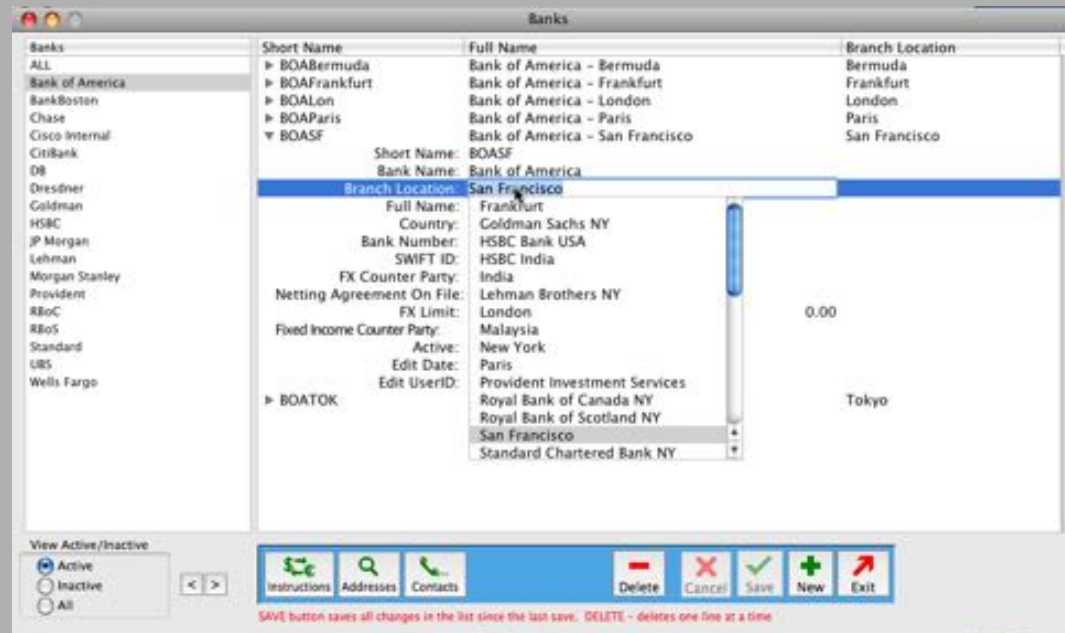 Banks
Banks
ALL
Bank of America
BankBoston
Chase
Cisco Internal
CitiBank
DB
Dresdner
Goldman
HSBC
JP Morgan
Lehman
Morgan Stanley
Provident
RBoC
RBoS
Standard
UBS
Wells Fargo
Short Name Full Name Branch Location
BOABermuda Bank of America - Bermuda Bermuda
BOAFrankfurt Bank of America - Frankfurt Frankfurt
BOALon Bank of America - London London
BOAParis Bank of America - Paris Paris
BOASF Bank of America - San Francisco San Francisco
Short Name: BOASF
Bank Name: Bank of America
Branch Location: San Francisco
Full Name: Frankfurt
Country: Goldman Sachs NY
Bank Number: HSBC Bank USA
SWIFT ID: HSBC India
FX Counter Party: India
Netting Agreement On File: Lehman Brothers NY
FX Limit: London 0.00
Fixed Income Counter Party: Malaysia
Active: New York
Edit Date: Paris
Edit UserID: Provident Investment Services
BOATOK Royal Bank of Canada NY Tokyo
Royal Bank of Scotland NY
San Francisco
Standard Chartered Bank NY
View Active/Inactive
Active
Inactive
All
< >
Instructions Addresses Contacts Delete Cancel Save New Exit
SAVE button saves all changes in the list since the last save. DELETE - deletes one line at a time